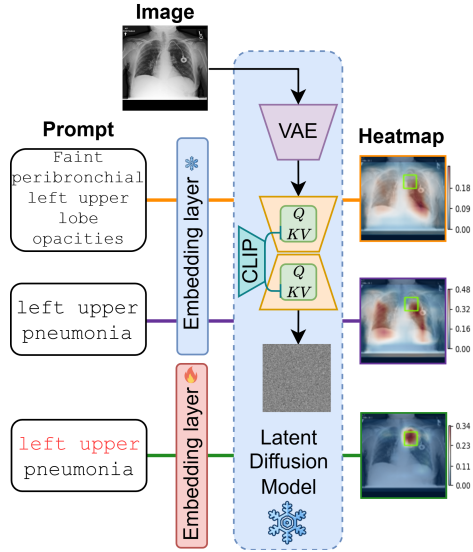 Image
Prompt
Faint
peribronchial
left upper
lobe
opacities
Embedding layer
VAE
Q
KV
CLIP
Q
KV
Heatmap
0.18
0.09
0.00
left upper
pneumonia
0.48
0.32
0.16
0.00
left upper
pneumonia
Embedding layer
Latent
Diffusion
Model
0.34
0.23
0.11
0.00